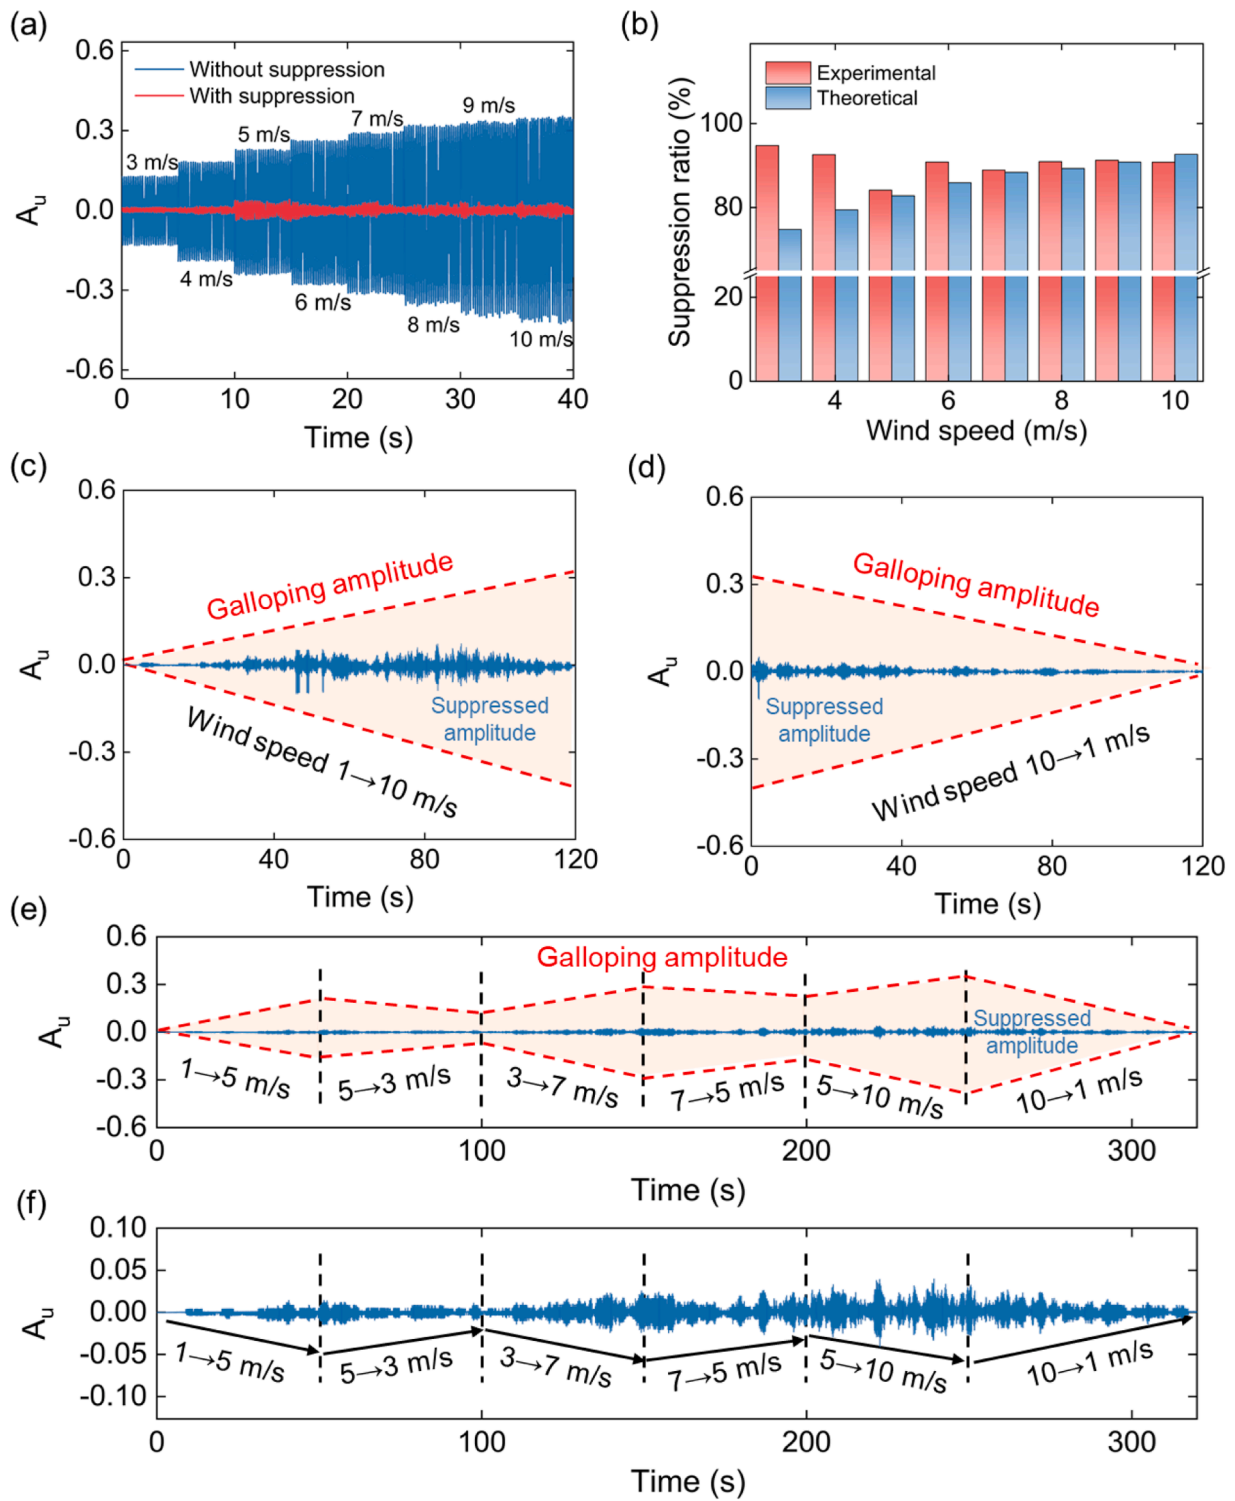 (a)
0.6
0.3
0.0
-0.3
-0.6
A_u
Without suppression
With suppression
3 m/s
5 m/s
7 m/s
9 m/s
4 m/s
6 m/s
8 m/s
10 m/s
0
10
20
30
40
Time (s)
(b)
Suppression ratio (%)
100
80
20
0
Experimental
Theoretical
4
6
8
10
Wind speed (m/s)
(c)
0.6
0.3
0.0
-0.3
-0.6
A_u
Galloping amplitude
Suppressed
amplitude
Wind speed 1→10 m/s
0
40
80
120
Time (s)
(d)
0.6
0.3
0.0
-0.3
-0.6
A_u
Galloping amplitude
Suppressed
amplitude
Wind speed 10→1 m/s
0
40
80
120
Time (s)
(e)
0.6
0.3
0.0
-0.3
-0.6
A_u
Galloping amplitude
Suppressed
amplitude
1→5 m/s
5→3 m/s
3→7 m/s
7→5 m/s
5→10 m/s
10→1 m/s
0
100
200
300
Time (s)
(f)
0.10
0.05
0.00
-0.05
-0.10
A_u
1→5 m/s
5→3 m/s
3→7 m/s
7→5 m/s
5→10 m/s
10→1 m/s
0
100
200
300
Time (s)